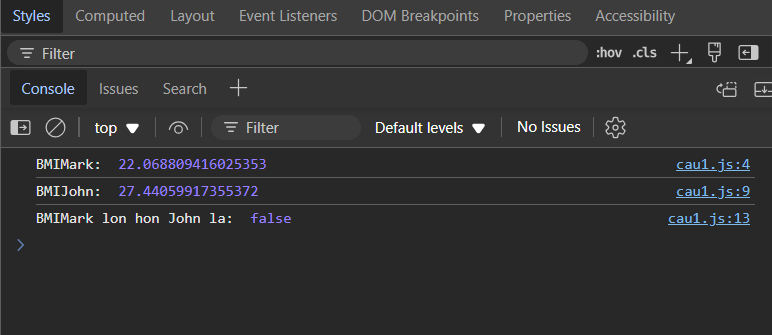 Styles Computed Layout Event Listeners DOM Breakpoints Properties Accessibility
Filter :hov .cls
Console Issues Search
top Filter Default levels No Issues
BMIMark: 22.068809416025353 cau1.js:4
BMIJohn: 27.44059917355372 cau1.js:9
BMIMark lon hon John la: false cau1.js:13